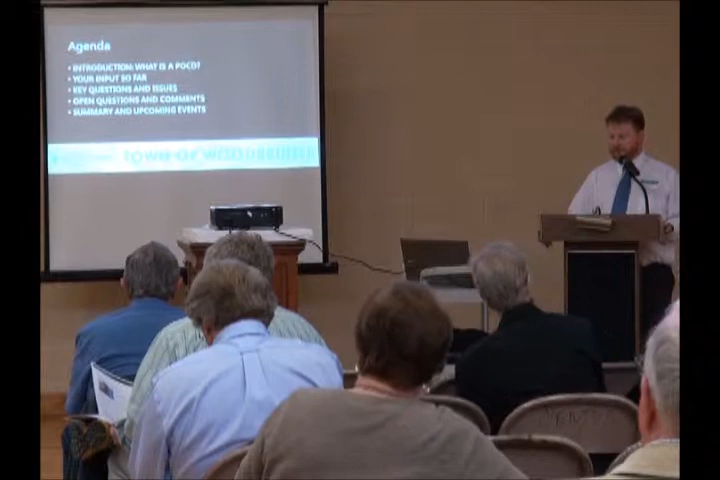 Agenda
• INTRODUCTION: WHAT IS A POCD?
• YOUR INPUT SO FAR
• KEY QUESTIONS AND ISSUES
• OPEN QUESTIONS AND COMMENTS
• SUMMARY AND UPCOMING EVENTS
TOWN OF WOODBRIDGE